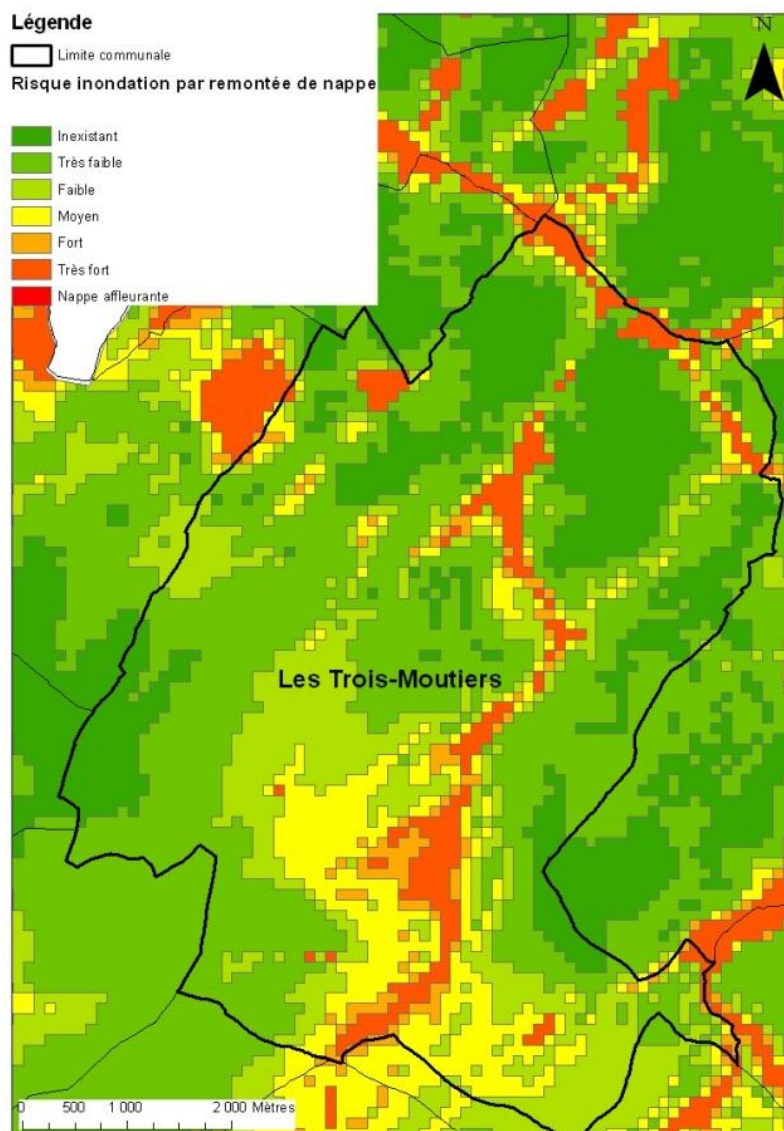 Légende
Limite communale
Risque inondation par remontée de nappe
Inexistant
Très faible
Faible
Moyen
Fort
Très fort
Nappe affleurante
N
Les Trois-Moutiers
0 500 1 000 2 000 Mètres